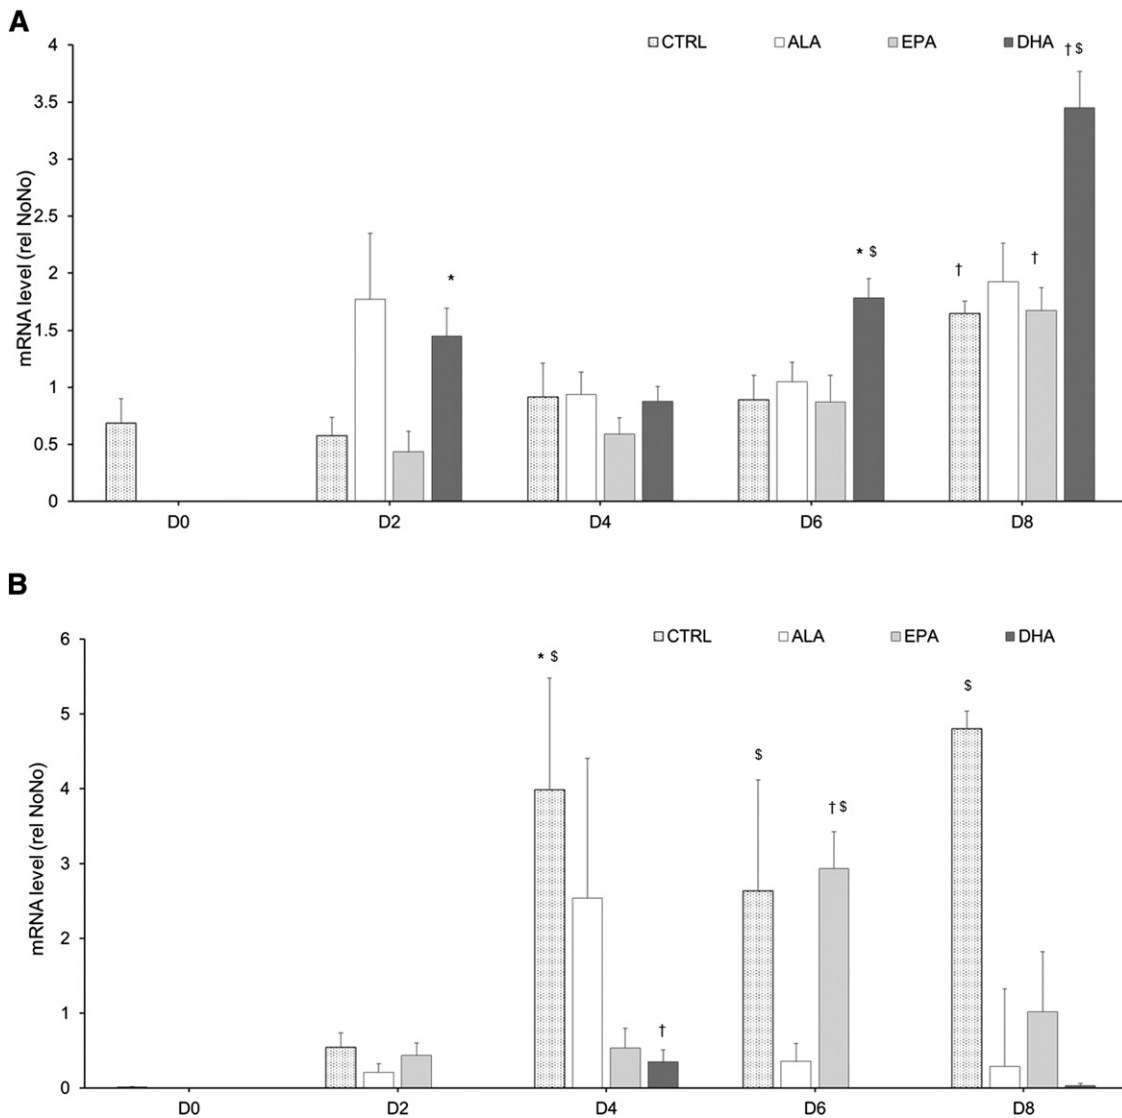 A
CTRL ALA EPA DHA
4
3.5
3
2.5
2
1.5
1
0.5
0
mRNA level (rel NoNo)
* * $ † † † $
D0 D2 D4 D6 D8
B
CTRL ALA EPA DHA
6
5
4
3
2
1
0
mRNA level (rel NoNo)
* $ † $ † $ $
D0 D2 D4 D6 D8